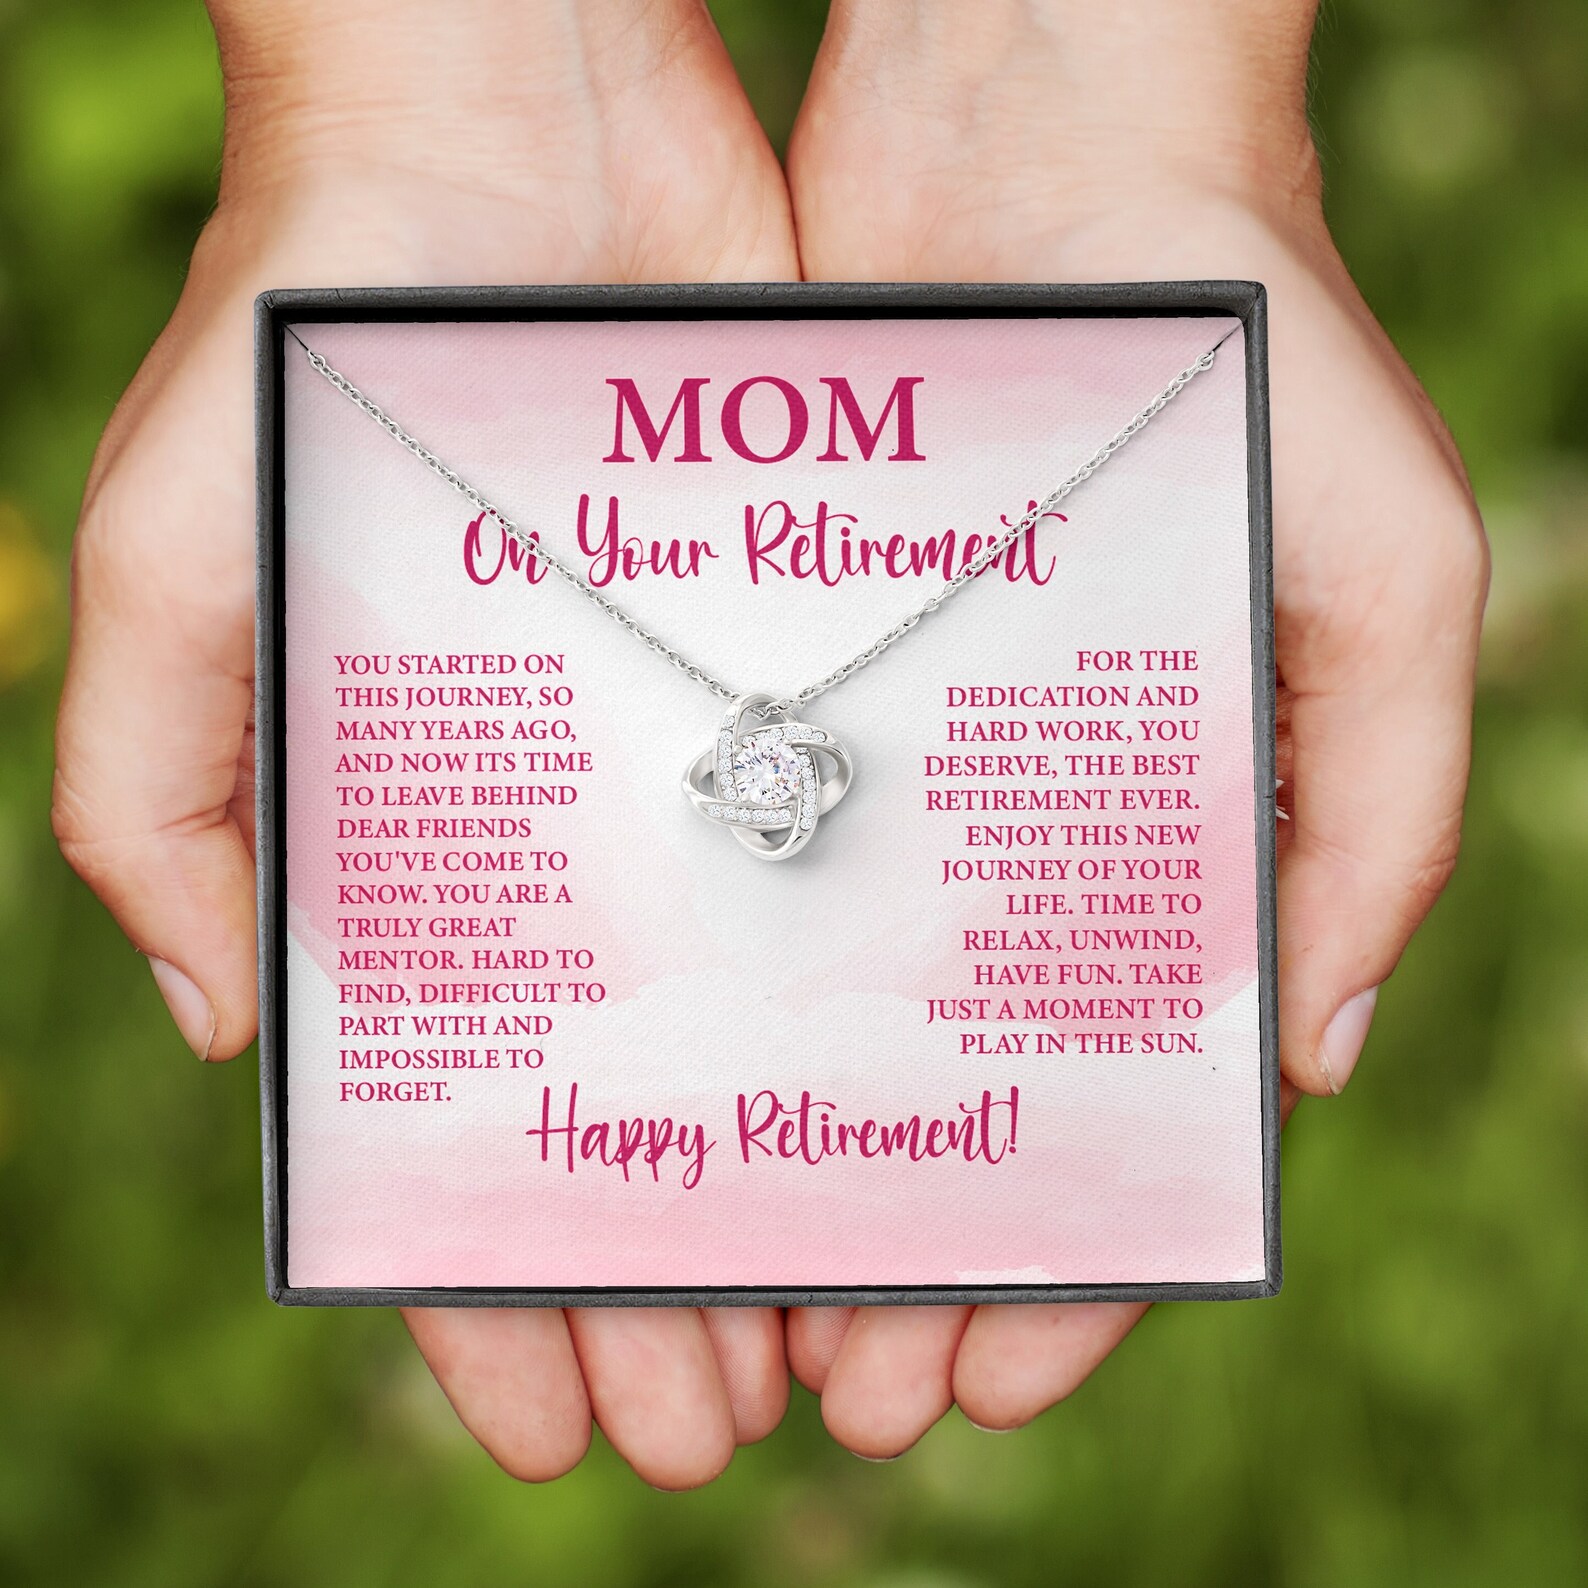 MOM
On Your Retirement
YOU STARTED ON
THIS JOURNEY, SO
MANY YEARS AGO,
AND NOW ITS TIME
TO LEAVE BEHIND
DEAR FRIENDS
YOU'VE COME TO
KNOW. YOU ARE A
TRULY GREAT
MENTOR. HARD TO
FIND, DIFFICULT TO
PART WITH AND
IMPOSSIBLE TO
FORGET.
FOR THE
DEDICATION AND
HARD WORK, YOU
DESERVE, THE BEST
RETIREMENT EVER.
ENJOY THIS NEW
JOURNEY OF YOUR
LIFE. TIME TO
RELAX, UNWIND,
HAVE FUN. TAKE
JUST A MOMENT TO
PLAY IN THE SUN.
Happy Retirement!